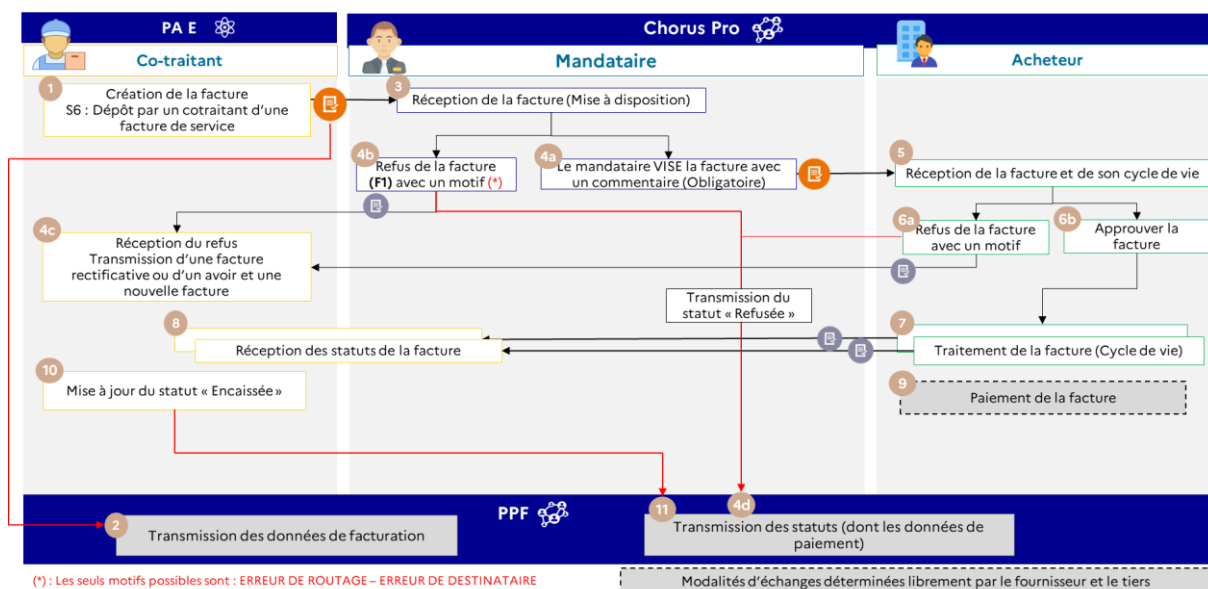 PA E
Chorus Pro
Co-traitant
Mandataire
Acheteur
1
Création de la facture
S6 : Dépôt par un cotraitant d'une
facture de service
3
Réception de la facture (Mise à disposition)
4b
Refus de la facture
(F1) avec un motif (*)
4a
Le mandataire VISE la facture avec
un commentaire (Obligatoire)
5
Réception de la facture et de son cycle de vie
6a
Refus de la facture
avec un motif
6b
Approuver la
facture
4c
Réception du refus
Transmission d'une facture
rectificative ou d'un avoir et une
nouvelle facture
Transmission du
statut « Refusée »
8
Réception des statuts de la facture
7
Traitement de la facture (Cycle de vie)
10
Mise à jour du statut « Encaissée »
9
Paiement de la facture
PPF
2
Transmission des données de facturation
11
4d
Transmission des statuts (dont les données de
paiement)
(*) : Les seuls motifs possibles sont : ERREUR DE ROUTAGE – ERREUR DE DESTINATAIRE
Modalités d'échanges déterminées librement par le fournisseur et le tiers